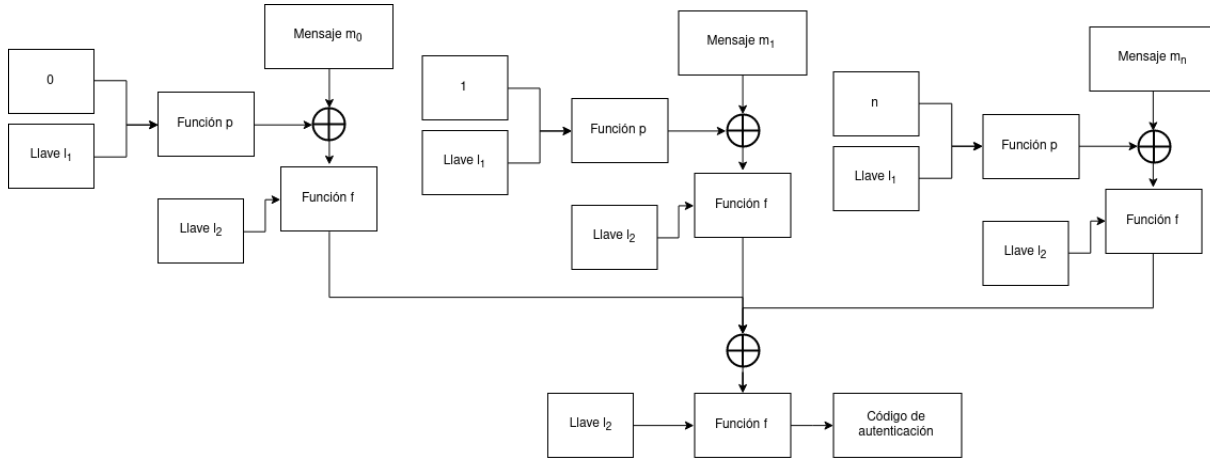 Mensaje m₀
0
Función p
Llave l₁
Función f
Llave l₂
Mensaje m₁
1
Función p
Llave l₁
Función f
Llave l₂
Mensaje mₙ
n
Función p
Llave l₁
Función f
Llave l₂
Llave l₂
Función f
Código de
autenticación